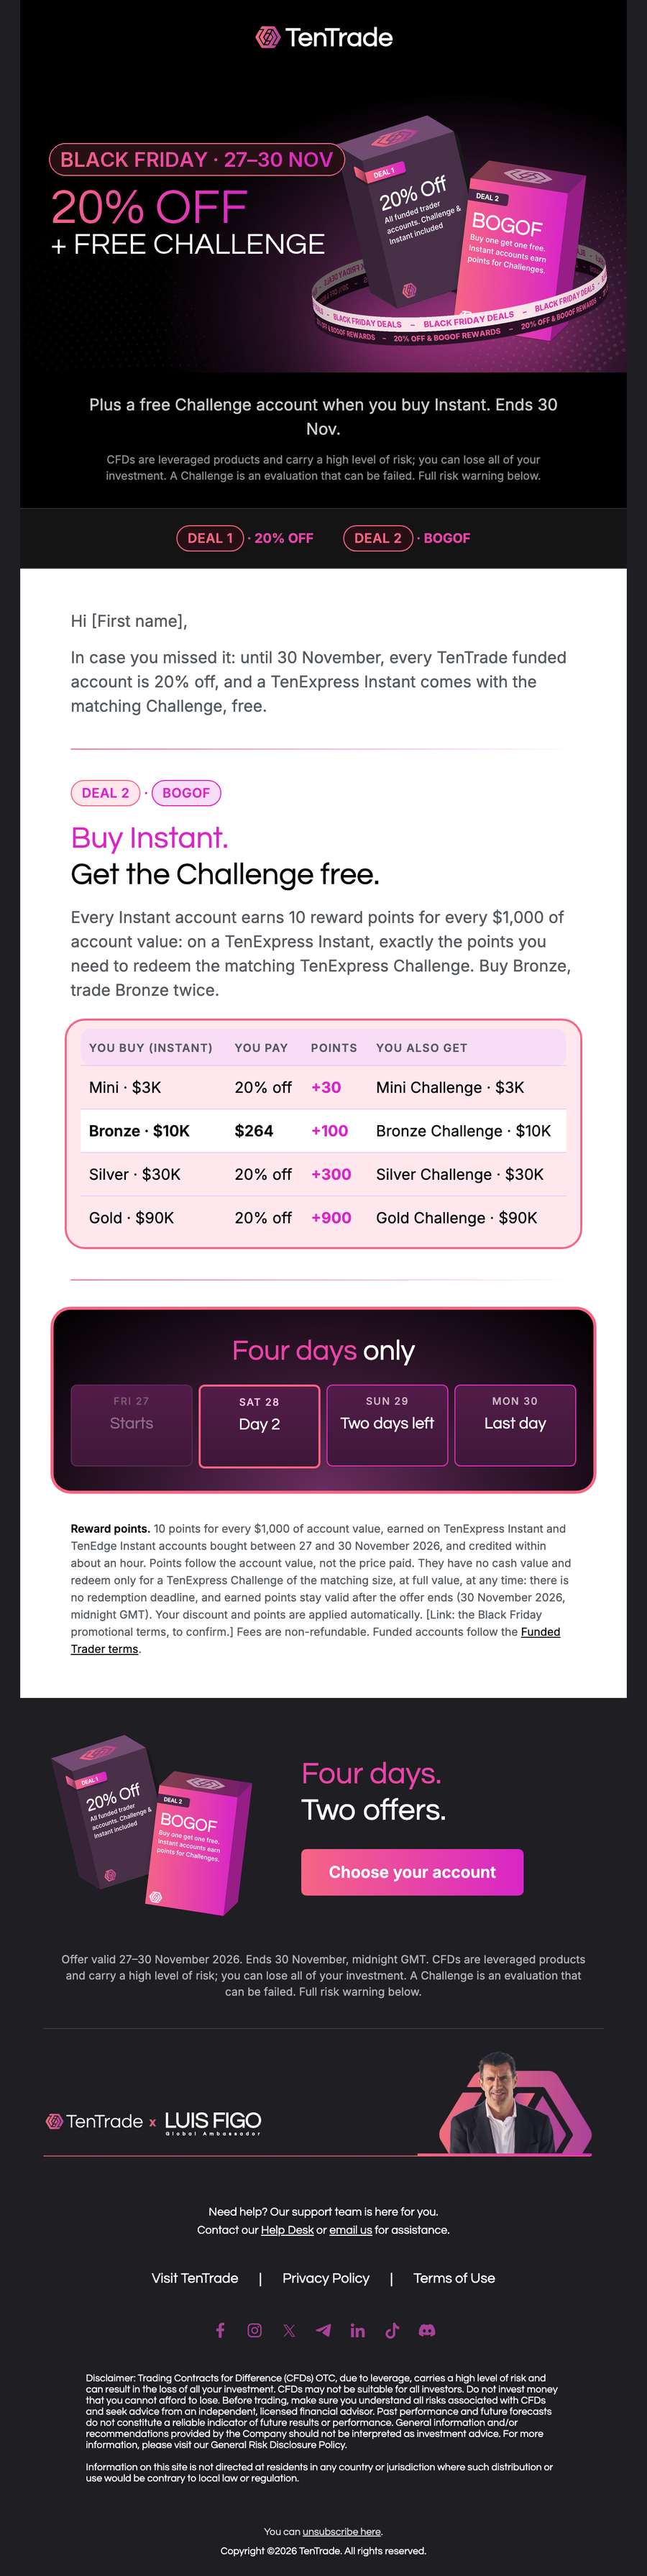 TenTrade
BLACK FRIDAY · 27–30 NOV
20% OFF
+ FREE CHALLENGE
DEAL 1
20% Off
All funded trader
accounts. Challenge &
Instant included
DEAL 2
BOGOF
Buy one get one free.
Instant accounts earn
points for Challenges.
BLACK FRIDAY DEALS – BLACK FRIDAY DEALS – BLACK FRIDAY DEALS
20% OFF & BOGOF REWARDS – 20% OFF & BOGOF REWARDS
Plus a free Challenge account when you buy Instant. Ends 30
Nov.
CFDs are leveraged products and carry a high level of risk; you can lose all of your
investment. A Challenge is an evaluation that can be failed. Full risk warning below.
DEAL 1 · 20% OFF DEAL 2 · BOGOF
Hi [First name],
In case you missed it: until 30 November, every TenTrade funded
account is 20% off, and a TenExpress Instant comes with the
matching Challenge, free.
DEAL 2 · BOGOF
Buy Instant.
Get the Challenge free.
Every Instant account earns 10 reward points for every $1,000 of
account value: on a TenExpress Instant, exactly the points you
need to redeem the matching TenExpress Challenge. Buy Bronze,
trade Bronze twice.
YOU BUY (INSTANT) YOU PAY POINTS YOU ALSO GET
Mini · $3K 20% off +30 Mini Challenge · $3K
Bronze · $10K $264 +100 Bronze Challenge · $10K
Silver · $30K 20% off +300 Silver Challenge · $30K
Gold · $90K 20% off +900 Gold Challenge · $90K
Four days only
FRI 27 SAT 28 SUN 29 MON 30
Starts Day 2 Two days left Last day
Reward points. 10 points for every $1,000 of account value, earned on TenExpress Instant and
TenEdge Instant accounts bought between 27 and 30 November 2026, and credited within
about an hour. Points follow the account value, not the price paid. They have no cash value and
redeem only for a TenExpress Challenge of the matching size, at full value, at any time: there is
no redemption deadline, and earned points stay valid after the offer ends (30 November 2026,
midnight GMT). Your discount and points are applied automatically. [Link: the Black Friday
promotional terms, to confirm.] Fees are non-refundable. Funded accounts follow the Funded
Trader terms.
DEAL 1
20% Off
All funded trader
accounts. Challenge &
Instant included
DEAL 2
BOGOF
Buy one get one free.
Instant accounts earn
points for Challenges.
Four days.
Two offers.
Choose your account
Offer valid 27–30 November 2026. Ends 30 November, midnight GMT. CFDs are leveraged products
and carry a high level of risk; you can lose all of your investment. A Challenge is an evaluation that
can be failed. Full risk warning below.
TenTrade x LUIS FIGO
Global Ambassador
Need help? Our support team is here for you.
Contact our Help Desk or email us for assistance.
Visit TenTrade | Privacy Policy | Terms of Use
Disclaimer: Trading Contracts for Difference (CFDs) OTC, due to leverage, carries a high level of risk and
can result in the loss of all your investment. CFDs may not be suitable for all investors. Do not invest money
that you cannot afford to lose. Before trading, make sure you understand all risks associated with CFDs
and seek advice from an independent, licensed financial advisor. Past performance and future forecasts
do not constitute a reliable indicator of future results or performance. General information and/or
recommendations provided by the Company should not be interpreted as investment advice. For more
information, please visit our General Risk Disclosure Policy.
Information on this site is not directed at residents in any country or jurisdiction where such distribution or
use would be contrary to local law or regulation.
You can unsubscribe here.
Copyright ©2026 TenTrade. All rights reserved.